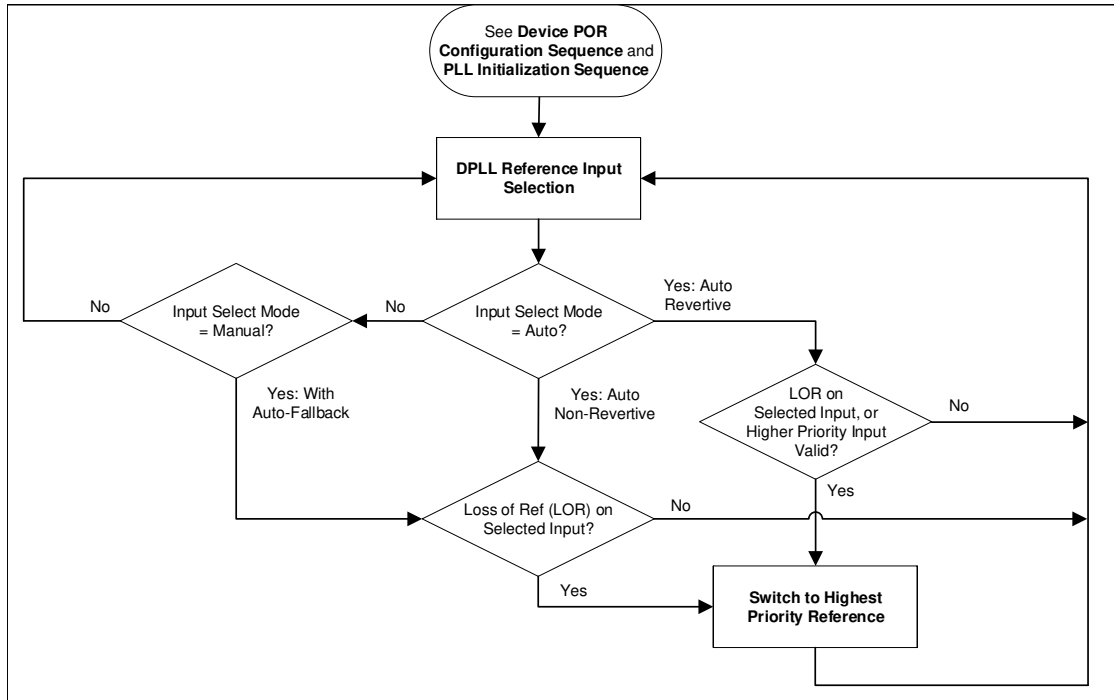 See Device POR
Configuration Sequence and
PLL Initialization Sequence
DPLL Reference Input
Selection
No
Input Select Mode
= Manual?
No
Input Select Mode
= Auto?
Yes: Auto
Revertive
Yes: With
Auto-Fallback
Yes: Auto
Non-Revertive
LOR on
Selected Input, or
Higher Priority Input
Valid?
No
Yes
Loss of Ref (LOR) on
Selected Input?
No
Yes
Switch to Highest
Priority Reference